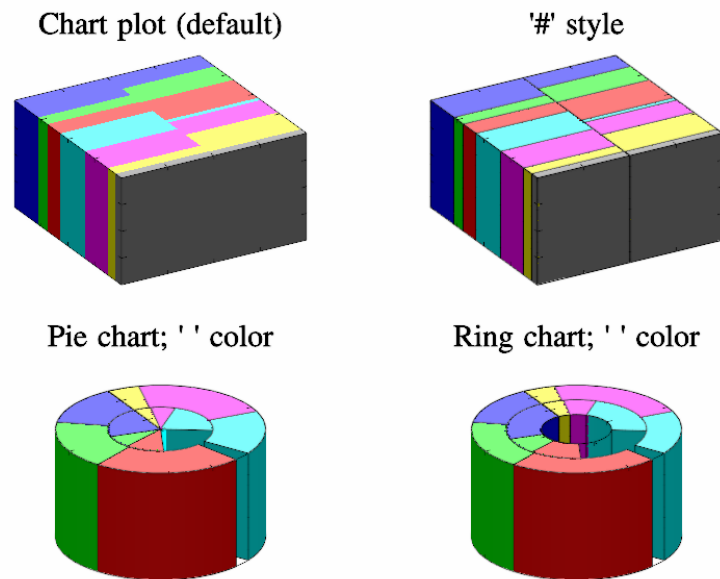 Chart plot (default)
'#' style
Pie chart; ' ' color
Ring chart; ' ' color